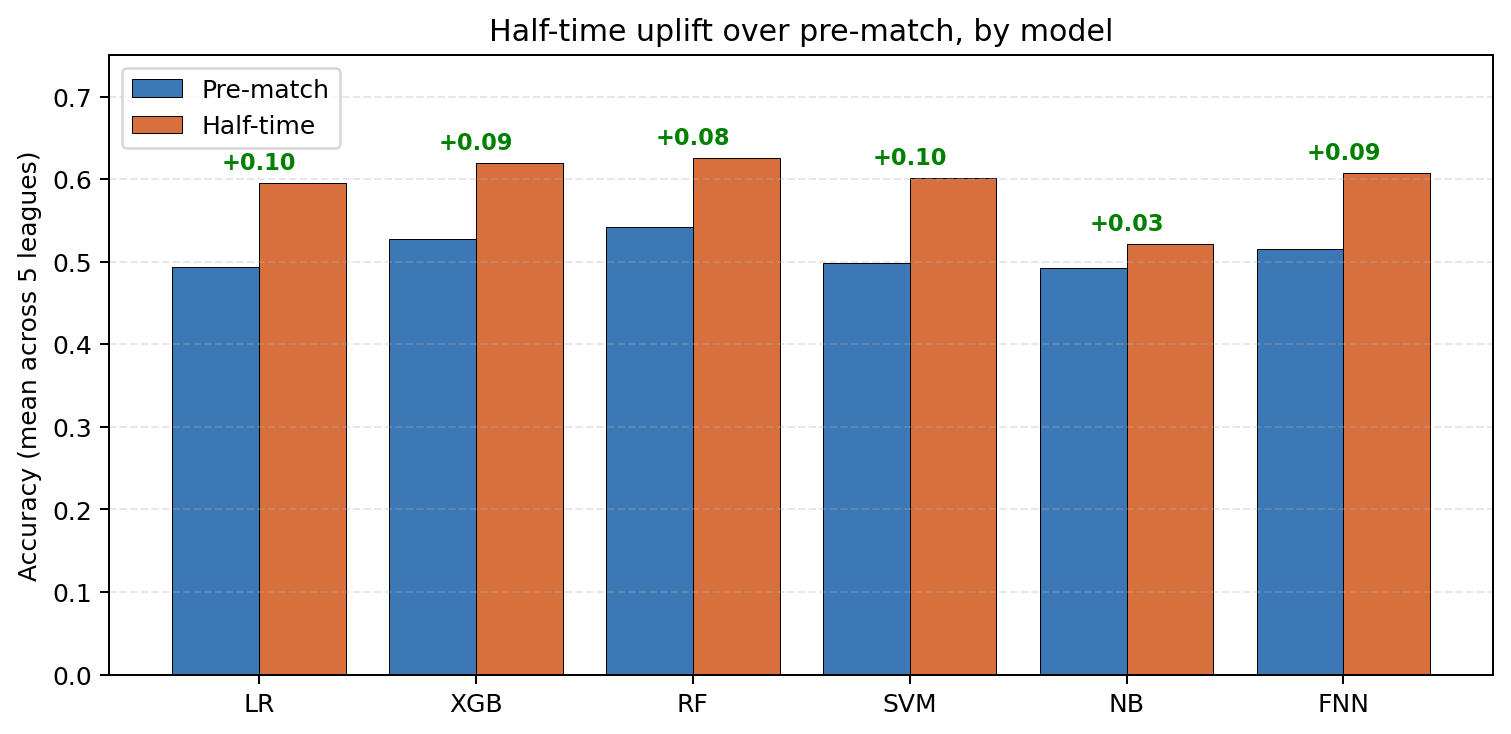 Half-time uplift over pre-match, by model
Pre-match
Half-time
+0.10
+0.09
+0.08
+0.10
+0.03
+0.09
Accuracy (mean across 5 leagues)
0.7
0.6
0.5
0.4
0.3
0.2
0.1
0.0
LR
XGB
RF
SVM
NB
FNN